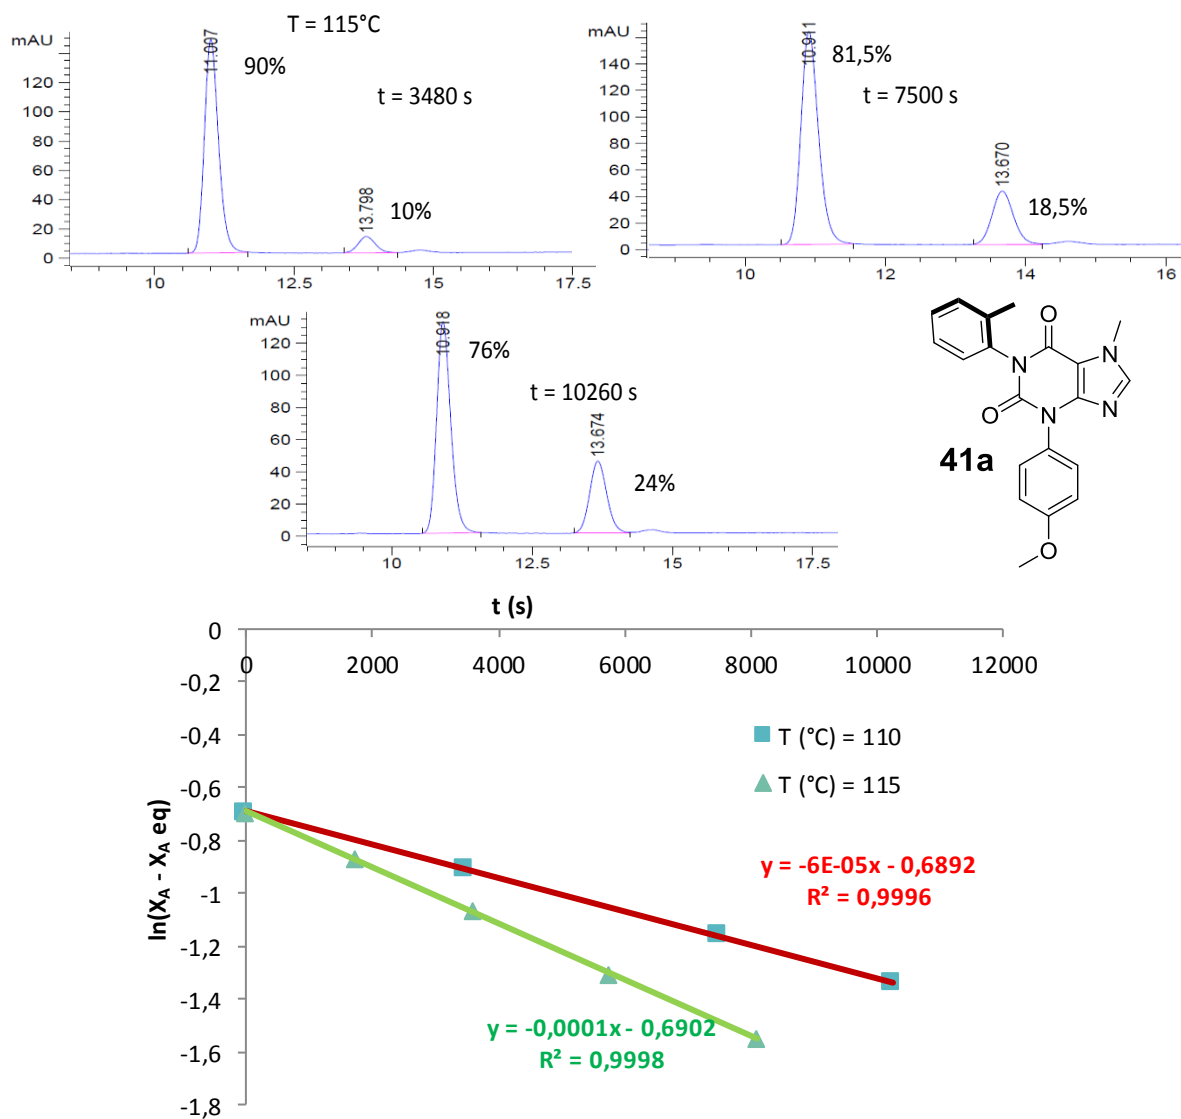 T = 115°C
mAU
11.007
90%
t = 3480 s
13.798
10%
120
100
80
60
40
20
0
10
12.5
15
17.5
mAU
10.911
81,5%
t = 7500 s
13.670
18,5%
140
120
100
80
60
40
20
0
10
12
14
16
mAU
10.918
76%
t = 10260 s
13.674
24%
120
100
80
60
40
20
0
10
12.5
15
17.5
O
N
N
O
N
N
41a
O
t (s)
0
0
2000
4000
6000
8000
10000
12000
-0,2
-0,4
-0,6
-0,8
-1
-1,2
-1,4
-1,6
-1,8
ln(X_A - X_A eq)
T (°C) = 110
T (°C) = 115
y = -6E-05x - 0,6892
R² = 0,9996
y = -0,0001x - 0,6902
R² = 0,9998